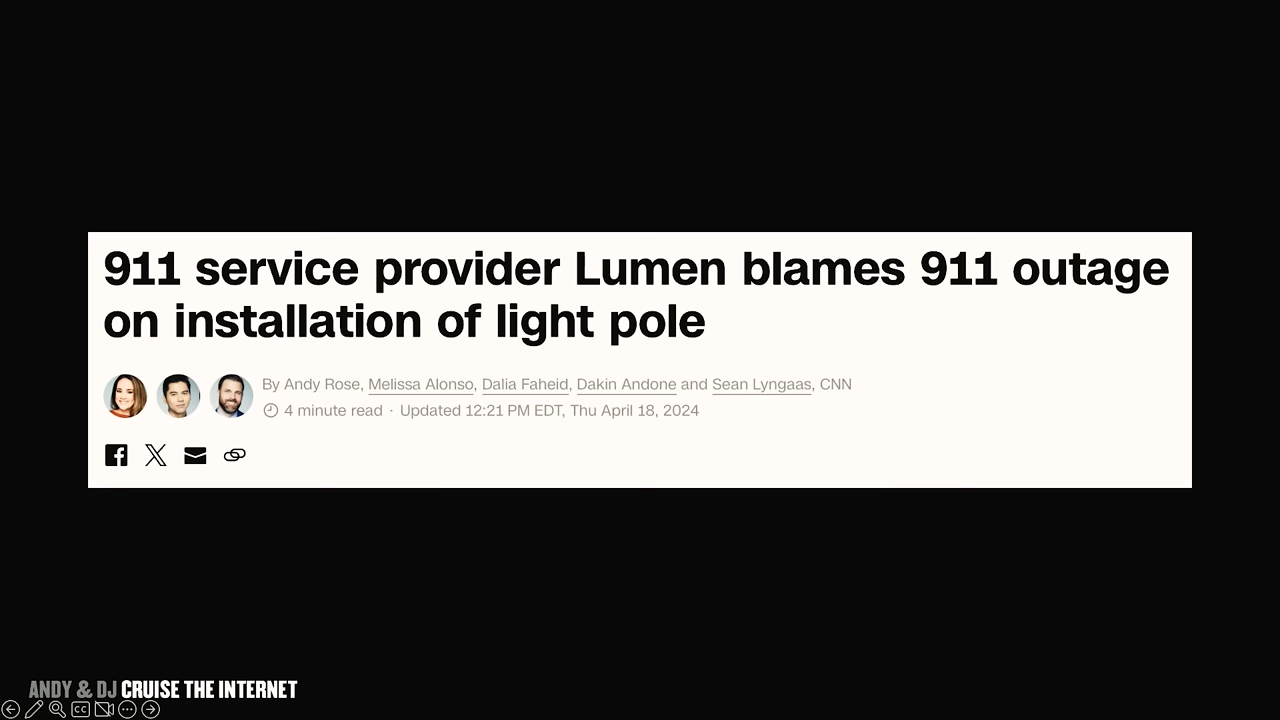 911 service provider Lumen blames 911 outage
on installation of light pole
By Andy Rose, Melissa Alonso, Dalia Faheid, Dakin Andone and Sean Lyngaas, CNN
4 minute read · Updated 12:21 PM EDT, Thu April 18, 2024
ANDY & DJ CRUISE THE INTERNET
CC